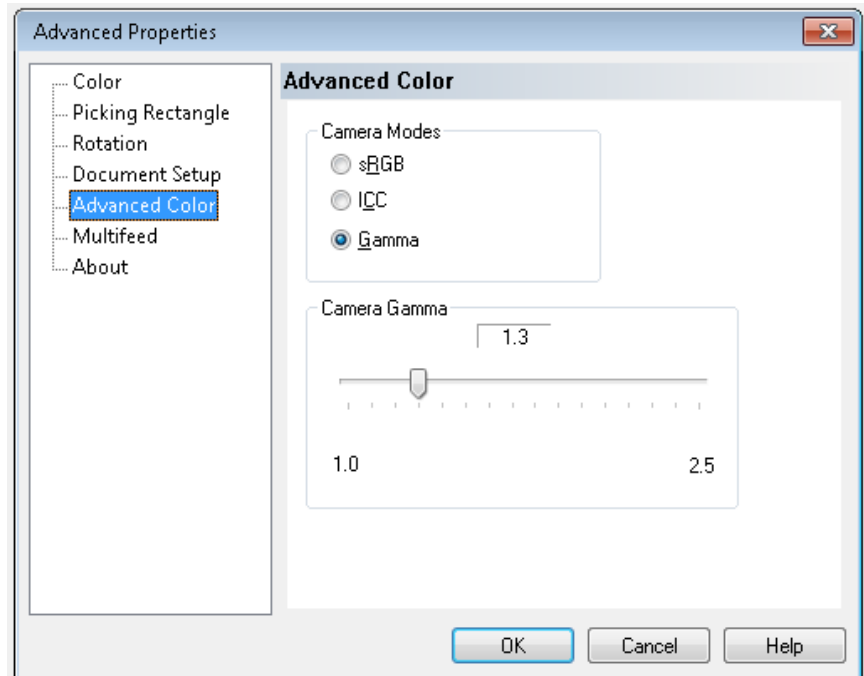 Advanced Properties
Color
Picking Rectangle
Rotation
Document Setup
Advanced Color
Multifeed
About
Advanced Color
Camera Modes
sRGB
ICC
Gamma
Camera Gamma
1.3
1.0 2.5
OK Cancel Help